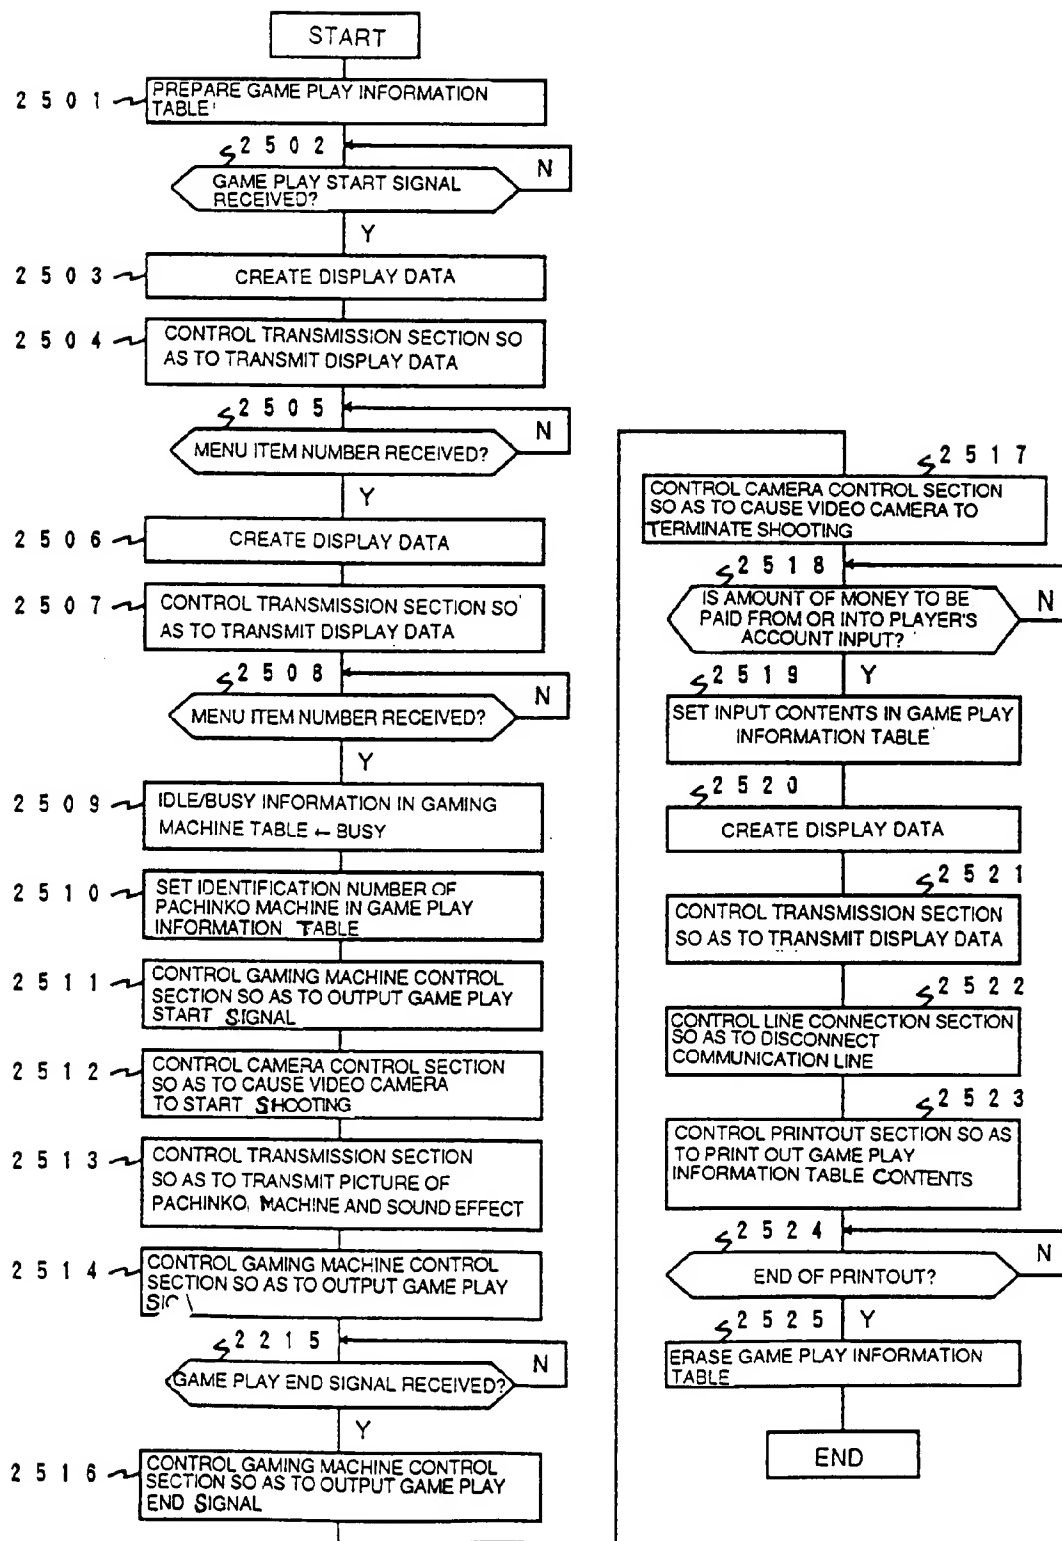 START
2501
PREPARE GAME PLAY INFORMATION
TABLE
2502
GAME PLAY START SIGNAL
RECEIVED?
N
Y
2503
CREATE DISPLAY DATA
2504
CONTROL TRANSMISSION SECTION SO
AS TO TRANSMIT DISPLAY DATA
2505
MENU ITEM NUMBER RECEIVED?
N
Y
2506
CREATE DISPLAY DATA
2507
CONTROL TRANSMISSION SECTION SO
AS TO TRANSMIT DISPLAY DATA
2508
MENU ITEM NUMBER RECEIVED?
N
Y
2509
IDLE/BUSY INFORMATION IN GAMING
MACHINE TABLE ← BUSY
2510
SET IDENTIFICATION NUMBER OF
PACHINKO MACHINE IN GAME PLAY
INFORMATION TABLE
2511
CONTROL GAMING MACHINE CONTROL
SECTION SO AS TO OUTPUT GAME PLAY
START SIGNAL
2512
CONTROL CAMERA CONTROL SECTION
SO AS TO CAUSE VIDEO CAMERA
TO START SHOOTING
2513
CONTROL TRANSMISSION SECTION
SO AS TO TRANSMIT PICTURE OF
PACHINKO, MACHINE AND SOUND EFFECT
2514
CONTROL GAMING MACHINE CONTROL
SECTION SO AS TO OUTPUT GAME PLAY
2215
GAME PLAY END SIGNAL RECEIVED?
N
Y
2516
CONTROL GAMING MACHINE CONTROL
SECTION SO AS TO OUTPUT GAME PLAY
END SIGNAL
2517
CONTROL CAMERA CONTROL SECTION
SO AS TO CAUSE VIDEO CAMERA TO
TERMINATE SHOOTING
2518
IS AMOUNT OF MONEY TO BE
PAID FROM OR INTO PLAYER'S
ACCOUNT INPUT?
N
Y
2519
SET INPUT CONTENTS IN GAME PLAY
INFORMATION TABLE
2520
CREATE DISPLAY DATA
2521
CONTROL TRANSMISSION SECTION
SO AS TO TRANSMIT DISPLAY DATA
2522
CONTROL LINE CONNECTION SECTION
SO AS TO DISCONNECT
COMMUNICATION LINE
2523
CONTROL PRINTOUT SECTION SO AS
TO PRINT OUT GAME PLAY
INFORMATION TABLE CONTENTS
2524
END OF PRINTOUT?
N
Y
2525
ERASE GAME PLAY INFORMATION
TABLE
END